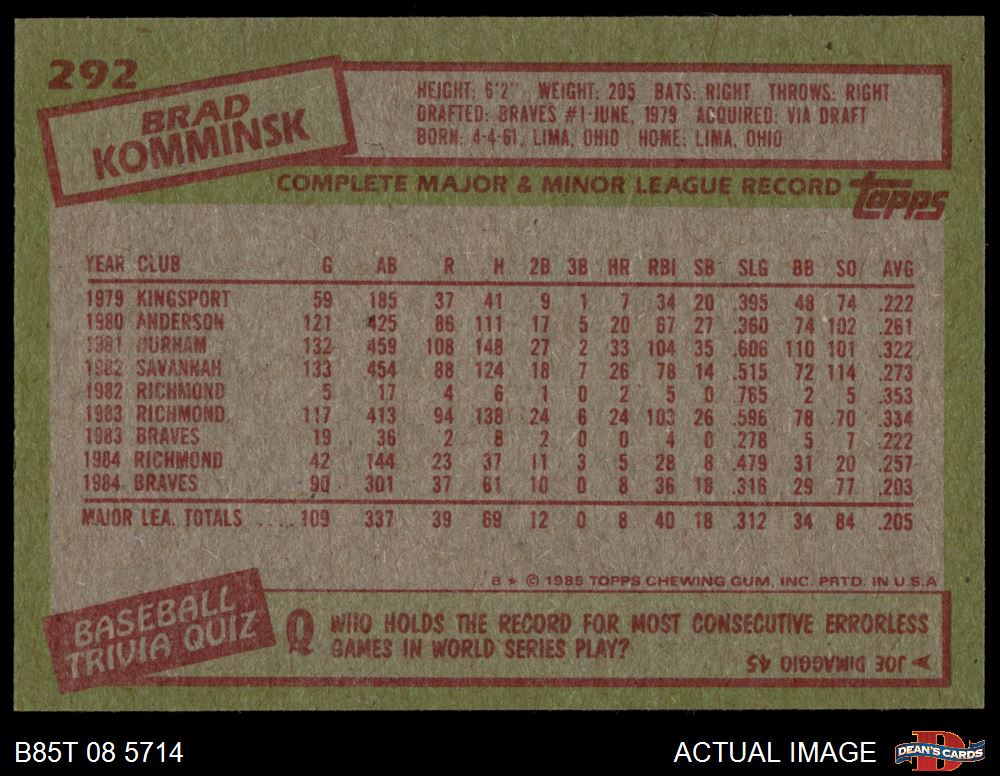 292
BRAD
KOMMINSK
HEIGHT: 6'2" WEIGHT: 205 BATS: RIGHT THROWS: RIGHT
DRAFTED: BRAVES #1-JUNE, 1979 ACQUIRED: VIA DRAFT
BORN: 4-4-61, LIMA, OHIO HOME: LIMA, OHIO
COMPLETE MAJOR & MINOR LEAGUE RECORD topps
YEAR CLUB G AB R H 2B 3B HR RBI SB SLG BB SO AVG
1979 KINGSPORT 59 185 37 41 9 1 7 34 20 .395 48 74 .222
1980 ANDERSON 121 425 86 111 17 5 20 67 27 .360 74 102 .261
1981 DURHAM 132 459 108 148 27 2 33 104 35 .606 110 101 .322
1982 SAVANNAH 133 454 88 124 18 7 26 78 14 .515 72 114 .273
1982 RICHMOND 5 17 4 6 1 0 2 5 0 .765 2 5 .353
1983 RICHMOND 117 413 94 138 24 6 24 103 26 .596 78 70 .334
1983 BRAVES 19 36 2 8 2 0 0 4 0 .278 5 7 .222
1984 RICHMOND 42 144 23 37 11 3 5 28 8 .479 31 20 .257
1984 BRAVES 90 301 37 61 10 0 8 36 18 .316 29 77 .203
MAJOR LEA. TOTALS .... 109 337 39 69 12 0 8 40 18 .312 34 84 .205
B * © 1985 TOPPS CHEWING GUM, INC. PRTD. IN U.S.A
BASEBALL
TRIVIA QUIZ
Q WHO HOLDS THE RECORD FOR MOST CONSECUTIVE ERRORLESS
GAMES IN WORLD SERIES PLAY?
A JOE DIMAGGIO 45
B85T 08 5714
ACTUAL IMAGE
D
DEAN'S CARDS